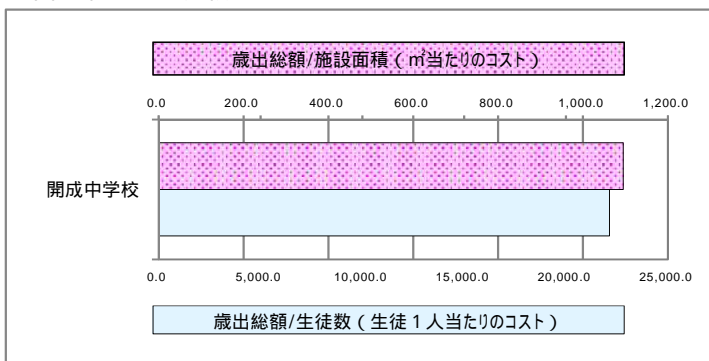 歳出総額/施設面積（㎡当たりのコスト）
0.0 200.0 400.0 600.0 800.0 1,000.0 1,200.0
開成中学校
0.0 5,000.0 10,000.0 15,000.0 20,000.0 25,000.0
歳出総額/生徒数（生徒１人当たりのコスト）